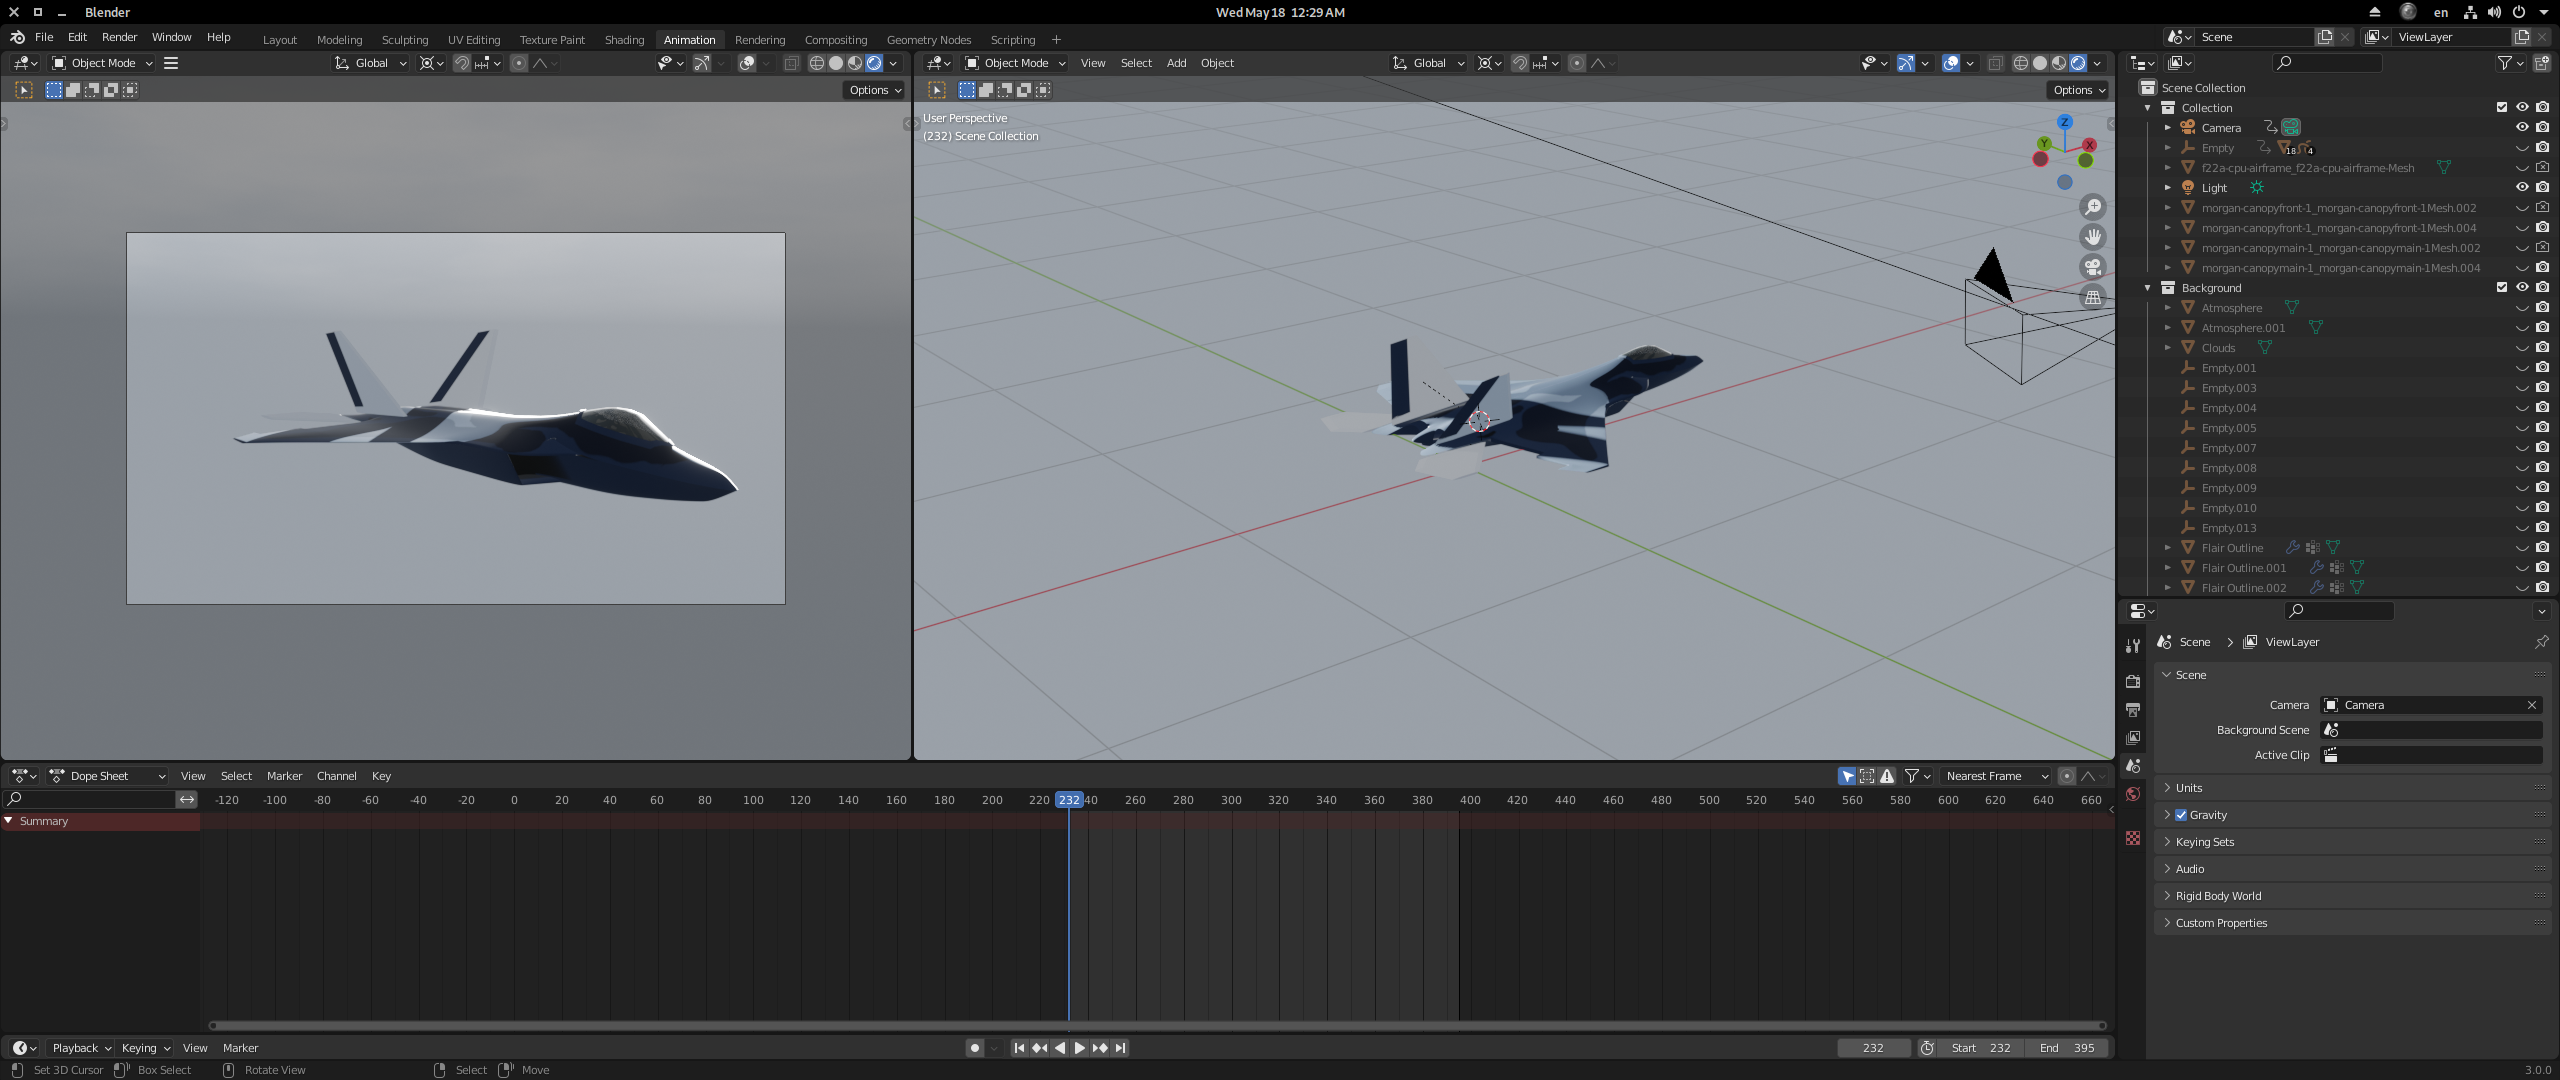 Blender
Wed May 18 12:29 AM
en
File Edit Render Window Help
Layout Modeling Sculpting UV Editing Texture Paint Shading Animation Rendering Compositing Geometry Nodes Scripting +
Scene
ViewLayer
Object Mode
Global
Object Mode View Select Add Object
Global
Options
Options
User Perspective
(232) Scene Collection
Z
Y
X
Scene Collection
Collection
Camera
Empty 18 4
f22a-cpu-airframe_f22a-cpu-airframe-Mesh
Light
morgan-canopyfront-1_morgan-canopyfront-1Mesh.002
morgan-canopyfront-1_morgan-canopyfront-1Mesh.004
morgan-canopymain-1_morgan-canopymain-1Mesh.002
morgan-canopymain-1_morgan-canopymain-1Mesh.004
Background
Atmosphere
Atmosphere.001
Clouds
Empty.001
Empty.003
Empty.004
Empty.005
Empty.007
Empty.008
Empty.009
Empty.010
Empty.013
Flair Outline
Flair Outline.001
Flair Outline.002
Scene > ViewLayer
Scene
Camera Camera
Background Scene
Active Clip
Units
Gravity
Keying Sets
Audio
Rigid Body World
Custom Properties
Dope Sheet View Select Marker Channel Key
Nearest Frame
-120 -100 -80 -60 -40 -20 0 20 40 60 80 100 120 140 160 180 200 220 232 40 260 280 300 320 340 360 380 400 420 440 460 480 500 520 540 560 580 600 620 640 660
Summary
Playback Keying View Marker
232 Start 232 End 395
Set 3D Cursor Box Select Rotate View Select Move
3.0.0